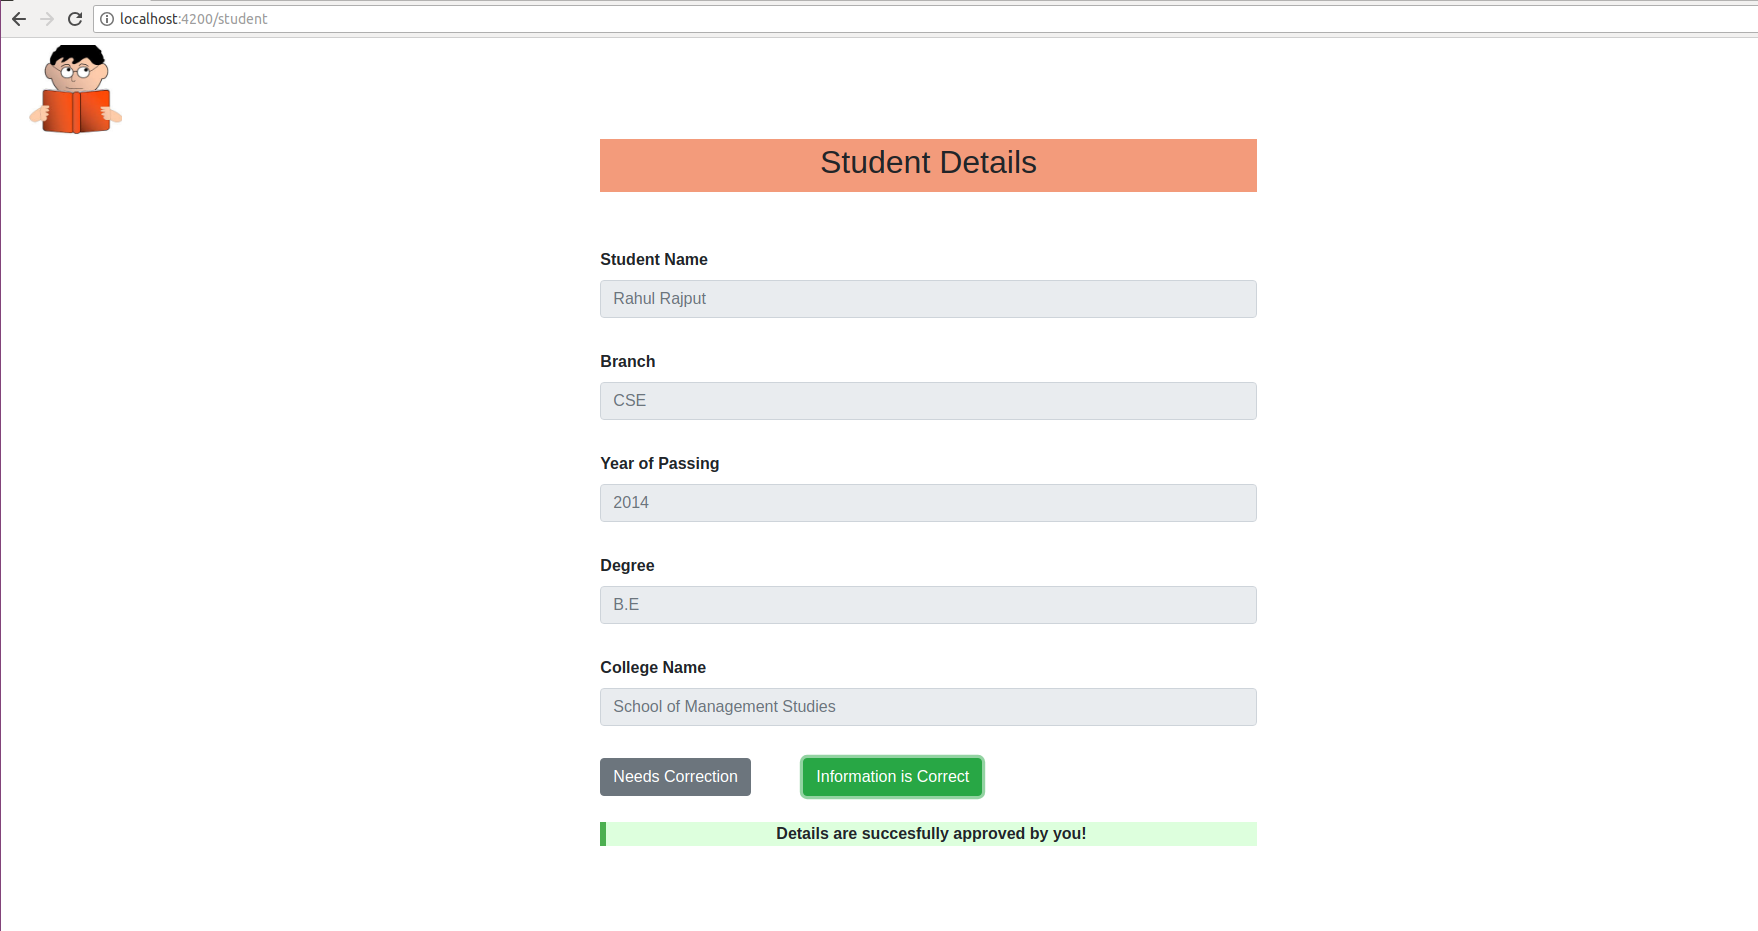 localhost:4200/student
Student Details
Student Name
Rahul Rajput
Branch
CSE
Year of Passing
2014
Degree
B.E
College Name
School of Management Studies
Needs Correction Information is Correct
Details are succesfully approved by you!